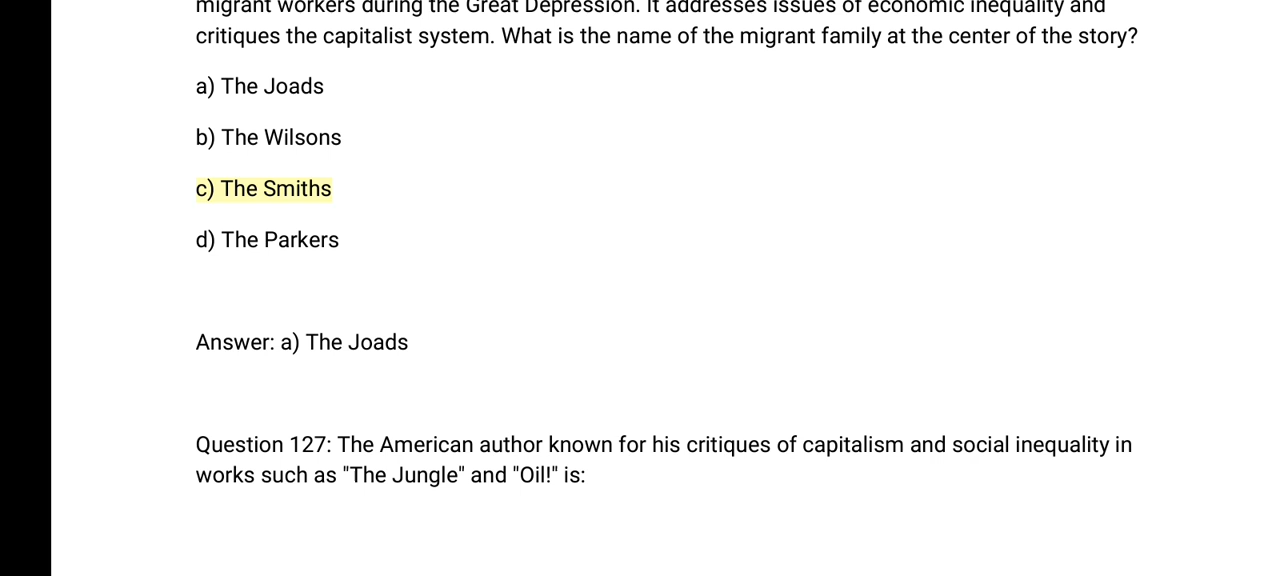 migrant workers during the Great Depression. It addresses issues of economic inequality and
critiques the capitalist system. What is the name of the migrant family at the center of the story?
a) The Joads
b) The Wilsons
c) The Smiths
d) The Parkers
Answer: a) The Joads
Question 127: The American author known for his critiques of capitalism and social inequality in
works such as "The Jungle" and "Oil!" is: